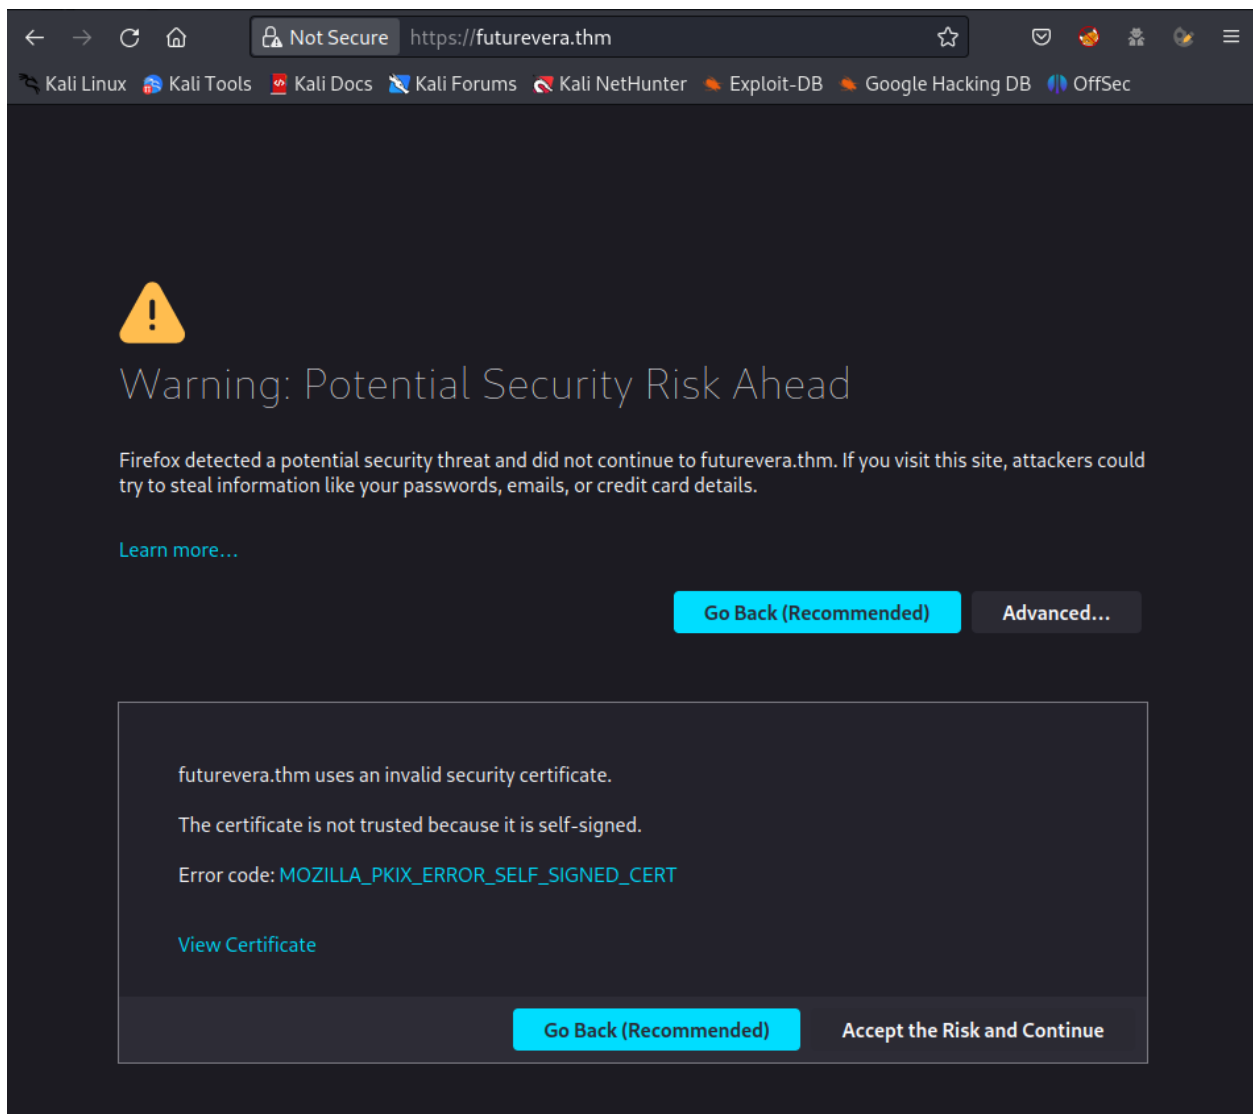 Not Secure https://futurevera.thm
Kali Linux Kali Tools Kali Docs Kali Forums Kali NetHunter Exploit-DB Google Hacking DB OffSec
Warning: Potential Security Risk Ahead
Firefox detected a potential security threat and did not continue to futurevera.thm. If you visit this site, attackers could
try to steal information like your passwords, emails, or credit card details.
Learn more…
Go Back (Recommended) Advanced…
futurevera.thm uses an invalid security certificate.
The certificate is not trusted because it is self-signed.
Error code: MOZILLA_PKIX_ERROR_SELF_SIGNED_CERT
View Certificate
Go Back (Recommended) Accept the Risk and Continue